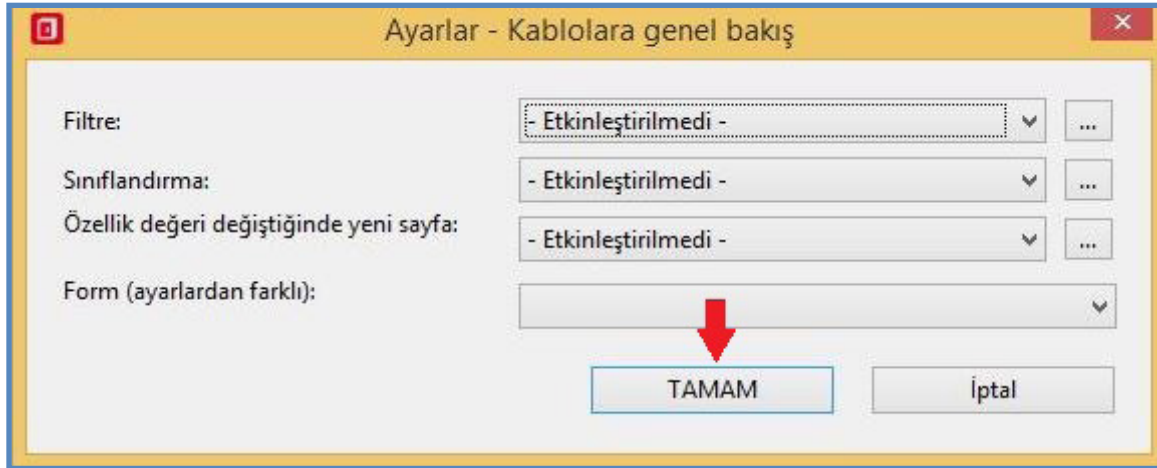 Ayarlar - Kablolara genel bakış
Filtre: - Etkinleştirilmedi - ...
Sınıflandırma: - Etkinleştirilmedi - ...
Özellik değeri değiştiğinde yeni sayfa: - Etkinleştirilmedi - ...
Form (ayarlardan farklı):
TAMAM İptal